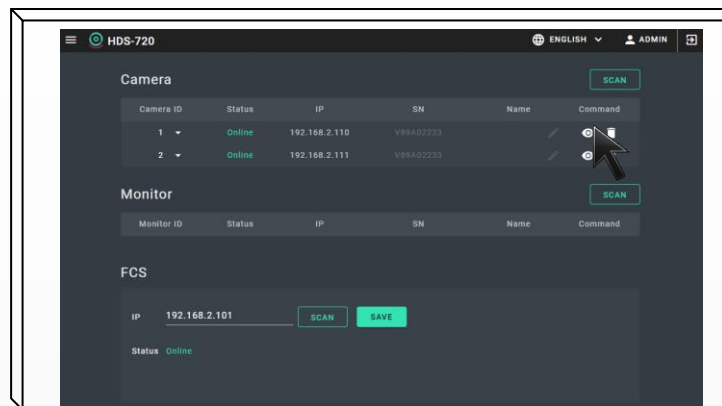 HDS-720 ENGLISH ADMIN
Camera SCAN
Camera ID Status IP SN Name Command
1 Online 192.168.2.110 V89A02223
2 Online 192.168.2.111 V89A02223
Monitor SCAN
Monitor ID Status IP SN Name Command
FCS
IP 192.168.2.101 SCAN SAVE
Status Online